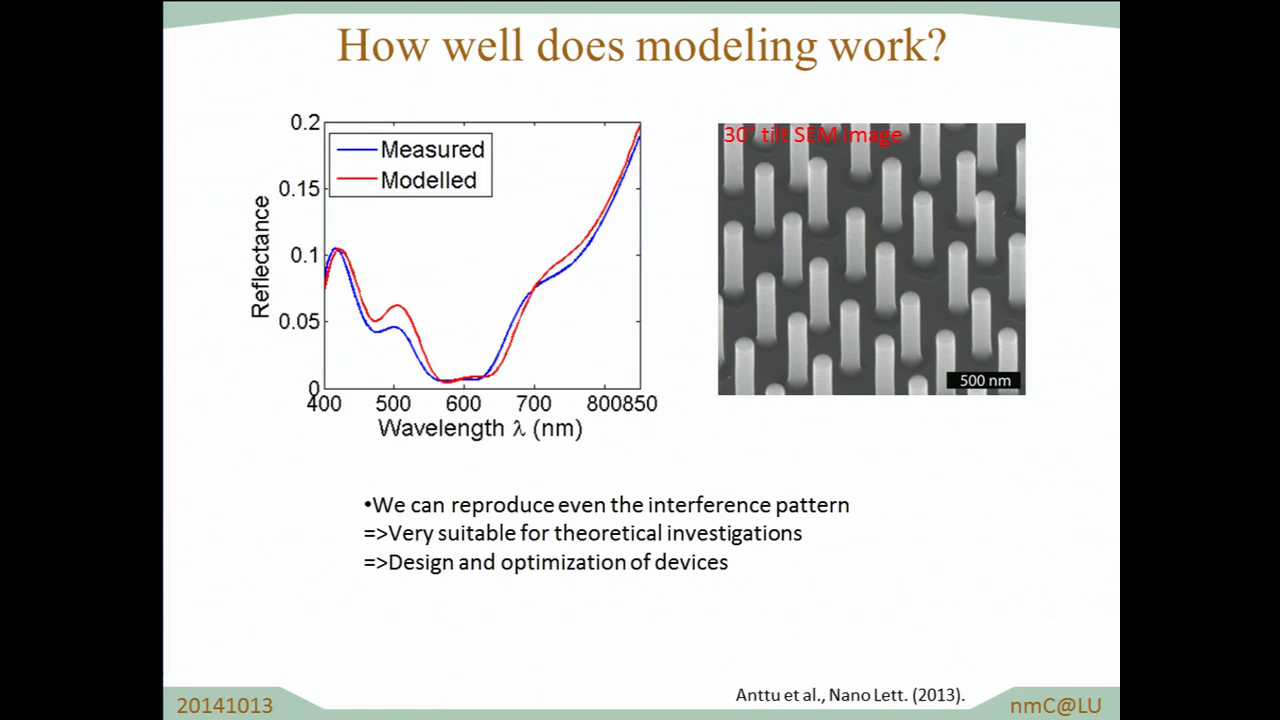 How well does modeling work?
0.2
0.15
0.1
0.05
0
Reflectance
Measured
Modelled
400 500 600 700 800 850
Wavelength λ (nm)
30° tilt SEM image
500 nm
•We can reproduce even the interference pattern
=>Very suitable for theoretical investigations
=>Design and optimization of devices
Anttu et al., Nano Lett. (2013).
20141013
nmC@LU